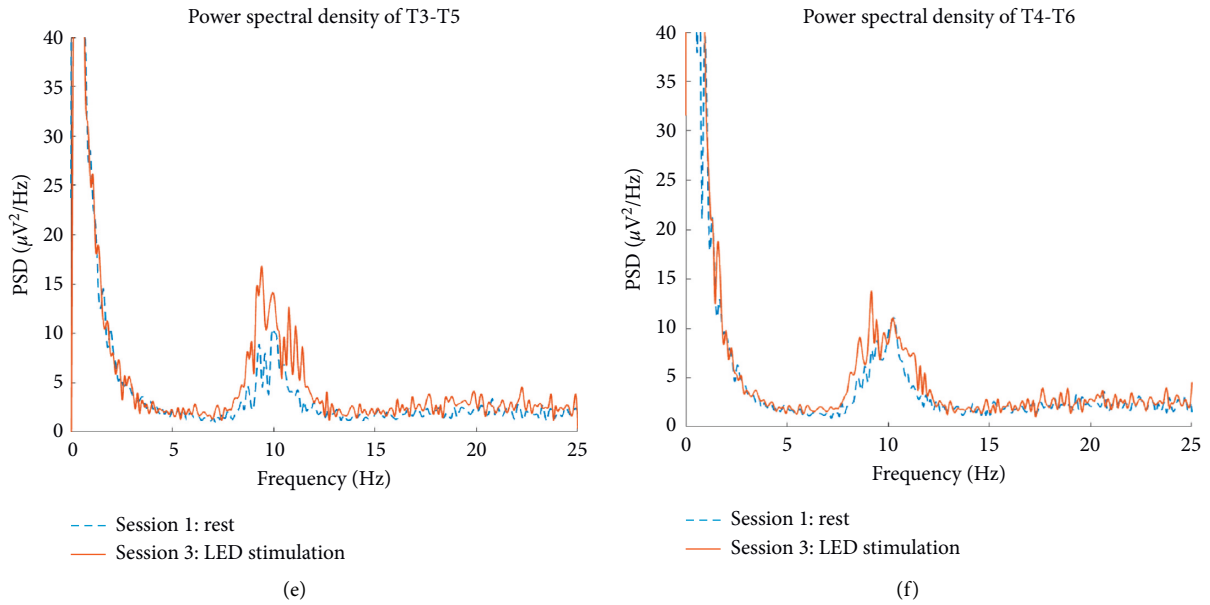 Power spectral density of T3-T5
40
35
30
25
20
15
10
5
0
PSD (μV²/Hz)
0 5 10 15 20 25
Frequency (Hz)
Session 1: rest
Session 3: LED stimulation
(e)
Power spectral density of T4-T6
40
35
30
25
20
15
10
5
0
PSD (μV²/Hz)
0 5 10 15 20 25
Frequency (Hz)
Session 1: rest
Session 3: LED stimulation
(f)